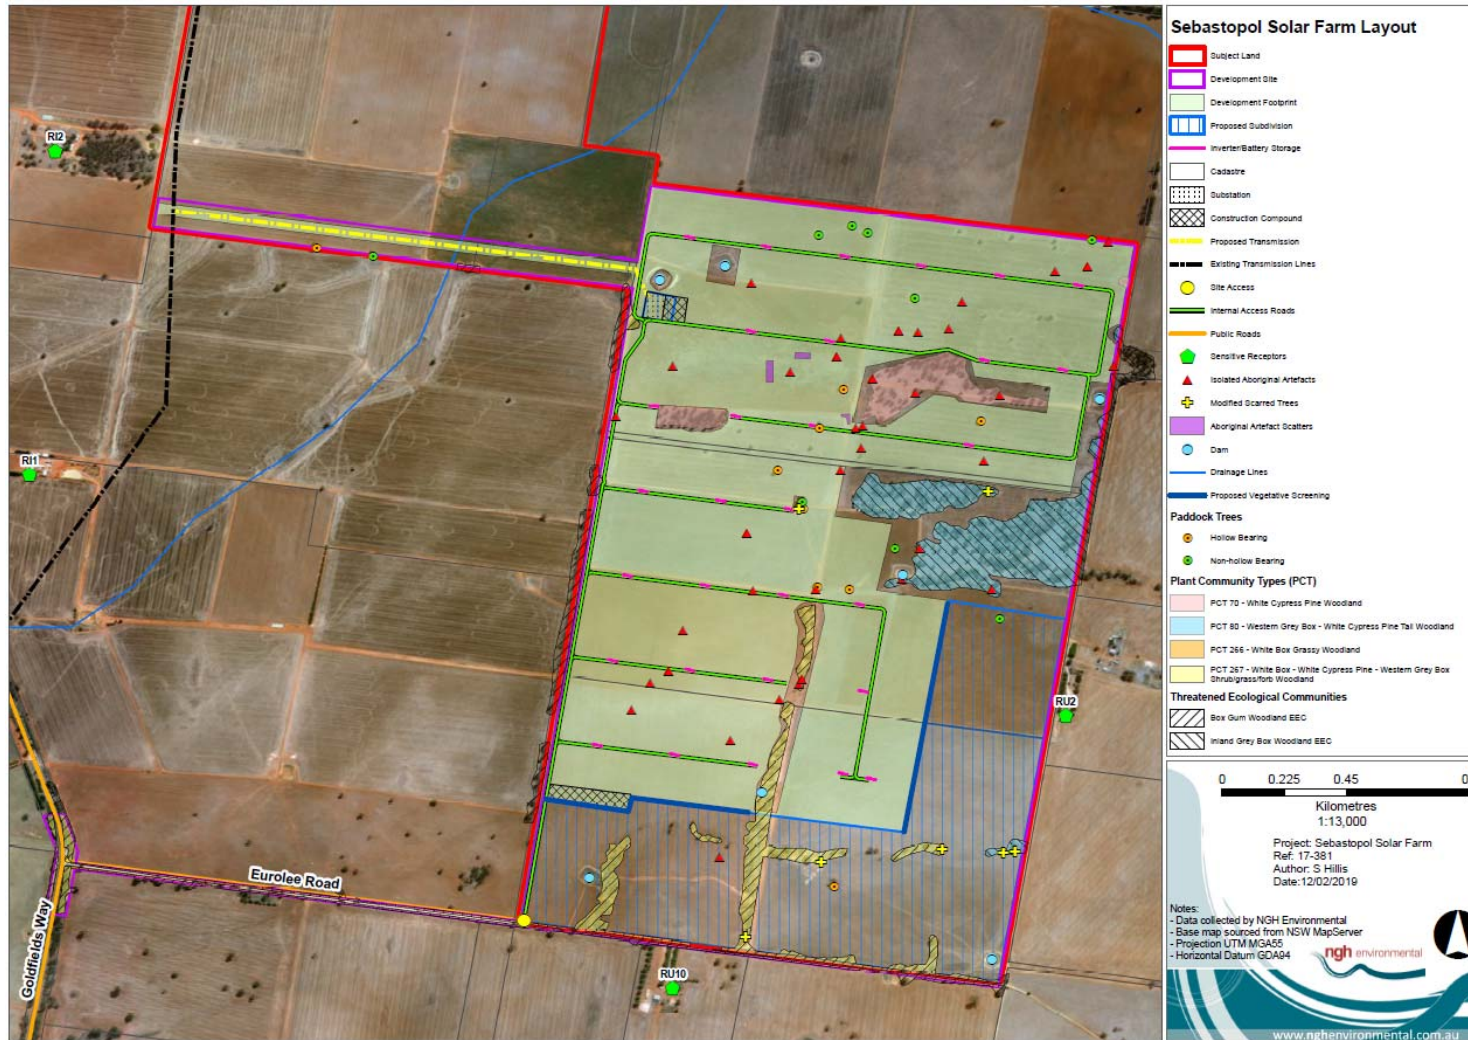 RI2
RI1
RU2
RU10
Eurolee Road
Goldfields Way
Sebastopol Solar Farm Layout
Subject Land
Development Site
Development Footprint
Proposed Subdivision
Inverter/Battery Storage
Cadastre
Substation
Construction Compound
Proposed Transmission
Existing Transmission Lines
Site Access
Internal Access Roads
Public Roads
Sensitive Receptors
Isolated Aboriginal Artefacts
Modified Scarred Trees
Aboriginal Artefact Scatters
Dam
Drainage Lines
Proposed Vegetative Screening
Paddock Trees
Hollow Bearing
Non-hollow Bearing
Plant Community Types (PCT)
PCT 70 - White Cypress Pine Woodland
PCT 80 - Western Grey Box - White Cypress Pine Tall Woodland
PCT 266 - White Box Grassy Woodland
PCT 267 - White Box - White Cypress Pine - Western Grey Box
Shrub/grass/forb Woodland
Threatened Ecological Communities
Box Gum Woodland EEC
Inland Grey Box Woodland EEC
0 0.225 0.45 0
Kilometres
1:13,000
Project: Sebastopol Solar Farm
Ref: 17-381
Author: S Hillis
Date:12/02/2019
Notes:
- Data collected by NGH Environmental
- Base map sourced from NSW MapServer
- Projection UTM MGA55
- Horizontal Datum GDA94
ngh environmental
www.nghenvironmental.com.au